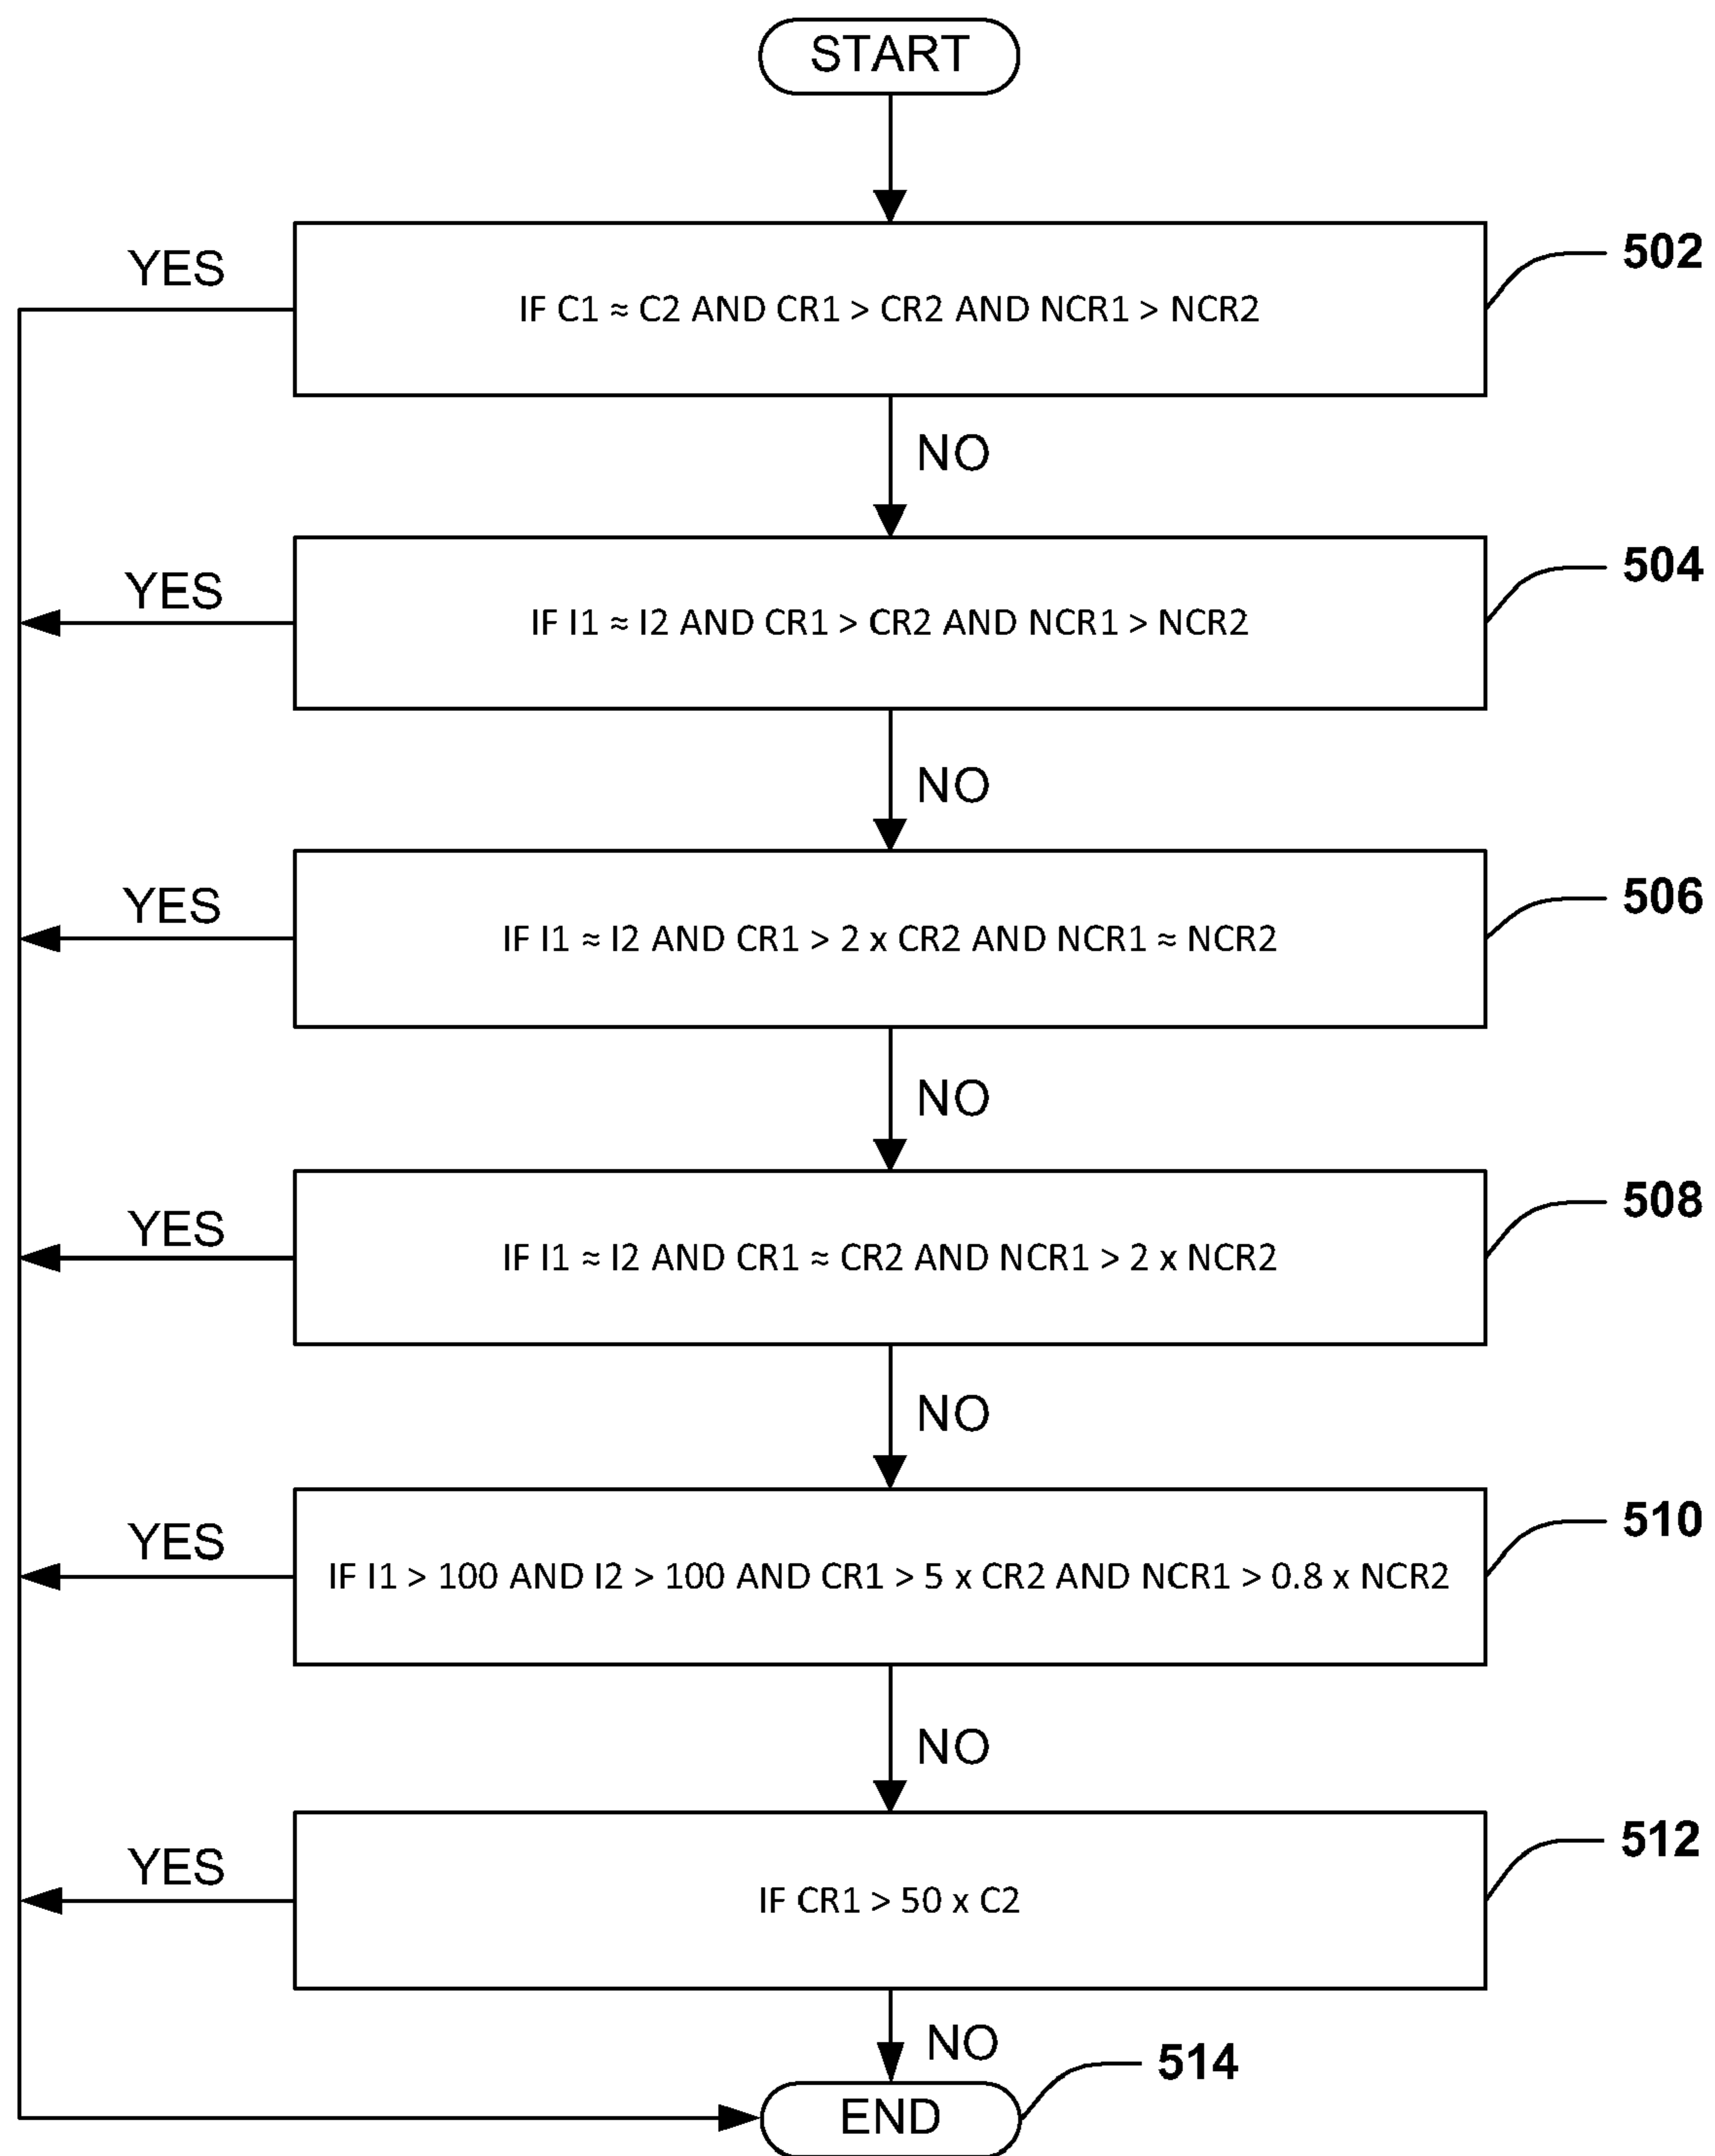 START
YES
502
IF C1 ≈ C2 AND CR1 > CR2 AND NCR1 > NCR2
NO
YES
504
IF I1 ≈ I2 AND CR1 > CR2 AND NCR1 > NCR2
NO
YES
506
IF I1 ≈ I2 AND CR1 > 2 x CR2 AND NCR1 ≈ NCR2
NO
YES
508
IF I1 ≈ I2 AND CR1 ≈ CR2 AND NCR1 > 2 x NCR2
NO
YES
510
IF I1 > 100 AND I2 > 100 AND CR1 > 5 x CR2 AND NCR1 > 0.8 x NCR2
NO
YES
512
IF CR1 > 50 x C2
NO
514
END